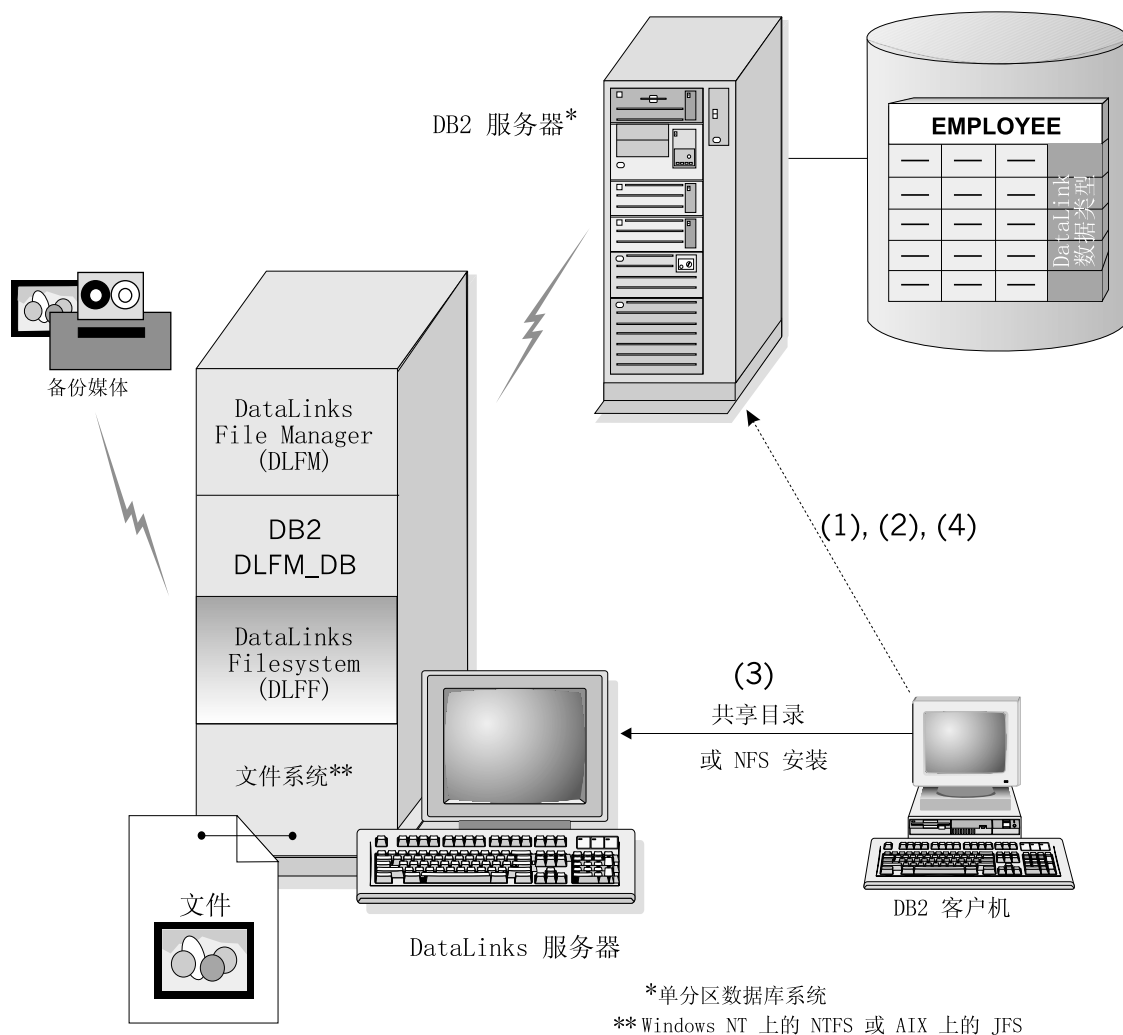 DB2 服务器*
EMPLOYEE
DataLink
数据类型
备份媒体
DataLinks
File Manager
(DLFM)
DB2
DLFM_DB
DataLinks
Filesystem
(DLFF)
文件系统**
文件
DataLinks 服务器
(1), (2), (4)
(3)
共享目录
或 NFS 安装
DB2 客户机
*单分区数据库系统
** Windows NT 上的 NTFS 或 AIX 上的 JFS